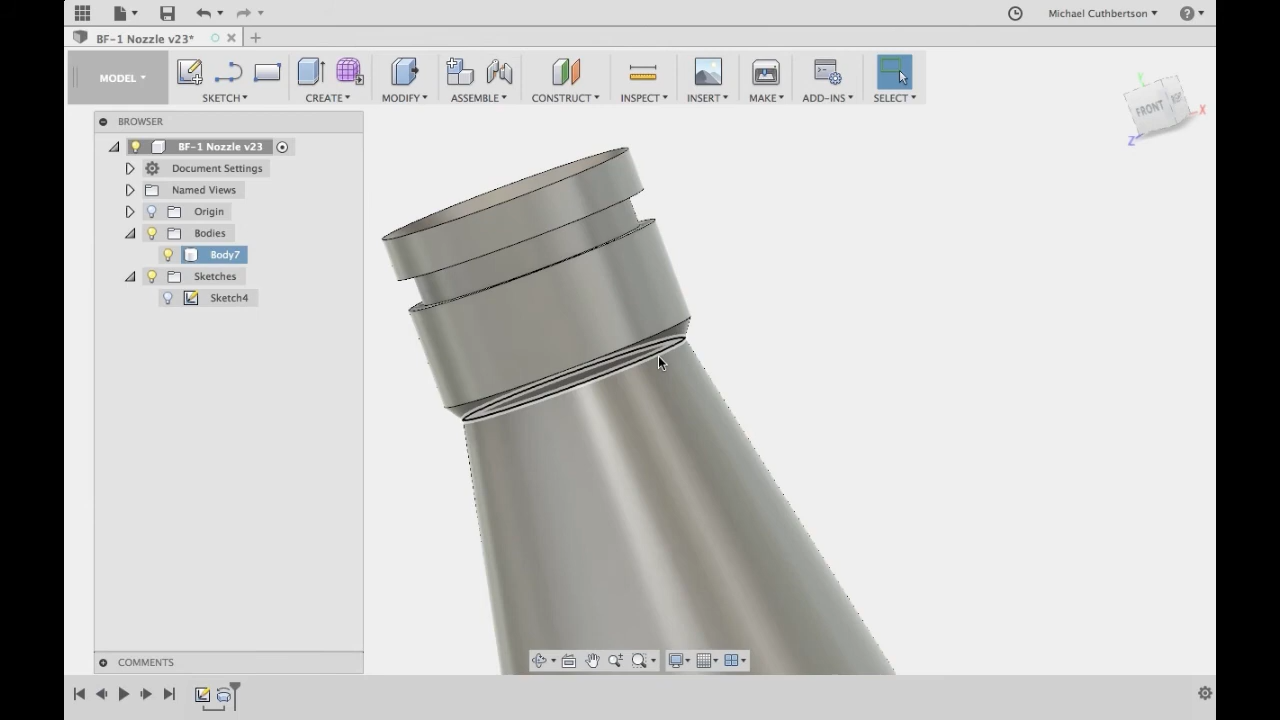 Michael Cuthbertson
BF-1 Nozzle v23*
MODEL
SKETCH
CREATE
MODIFY
ASSEMBLE
CONSTRUCT
INSPECT
INSERT
MAKE
ADD-INS
SELECT
BROWSER
BF-1 Nozzle v23
Document Settings
Named Views
Origin
Bodies
Body7
Sketches
Sketch4
FRONT
Y
X
Z
COMMENTS